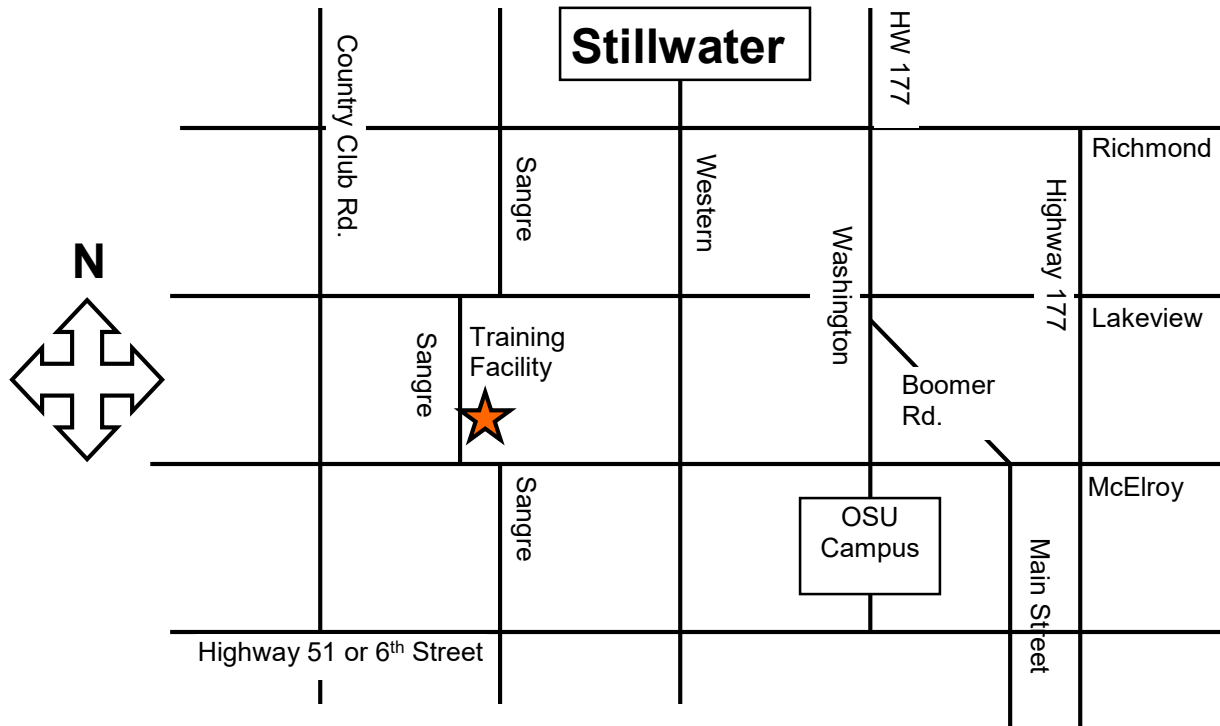 Stillwater
HW 177
Country Club Rd.
Richmond
Sangre
Western
Highway 177
Washington
N
Lakeview
Training
Facility
Sangre
Boomer
Rd.
Sangre
McElroy
OSU
Campus
Main Street
Highway 51 or 6th Street